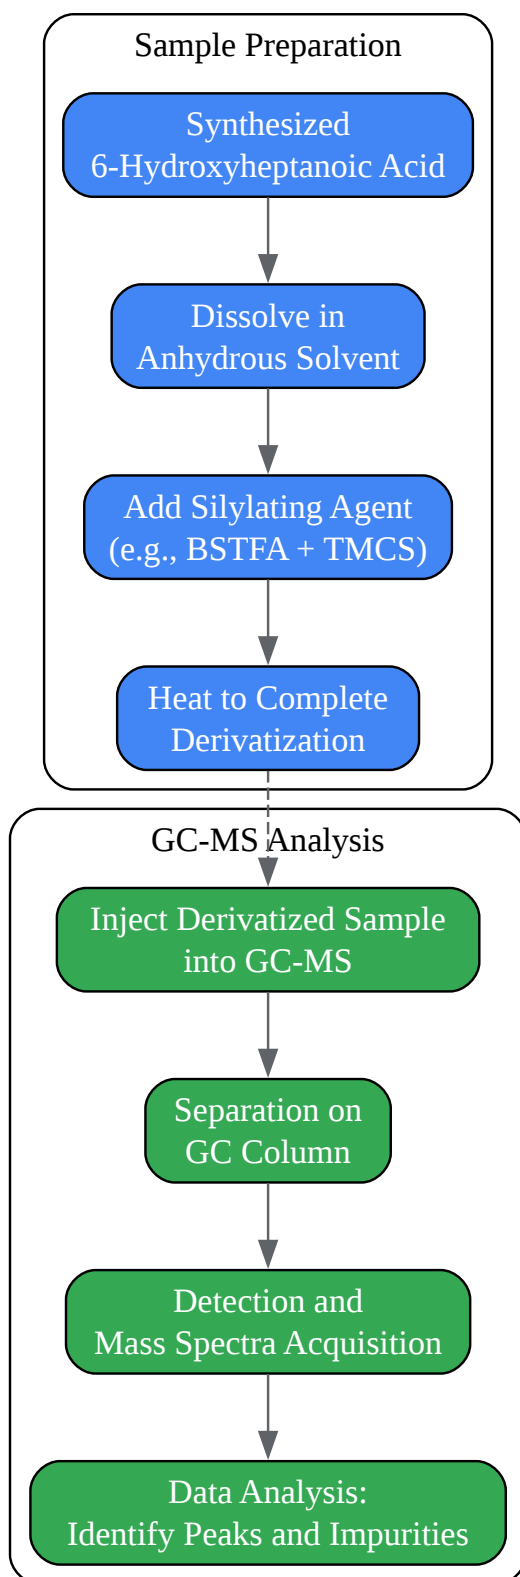 Sample Preparation
Synthesized
6-Hydroxyheptanoic Acid
Dissolve in
Anhydrous Solvent
Add Silylating Agent
(e.g., BSTFA + TMCS)
Heat to Complete
Derivatization
GC-MS Analysis
Inject Derivatized Sample
into GC-MS
Separation on
GC Column
Detection and
Mass Spectra Acquisition
Data Analysis:
Identify Peaks and Impurities